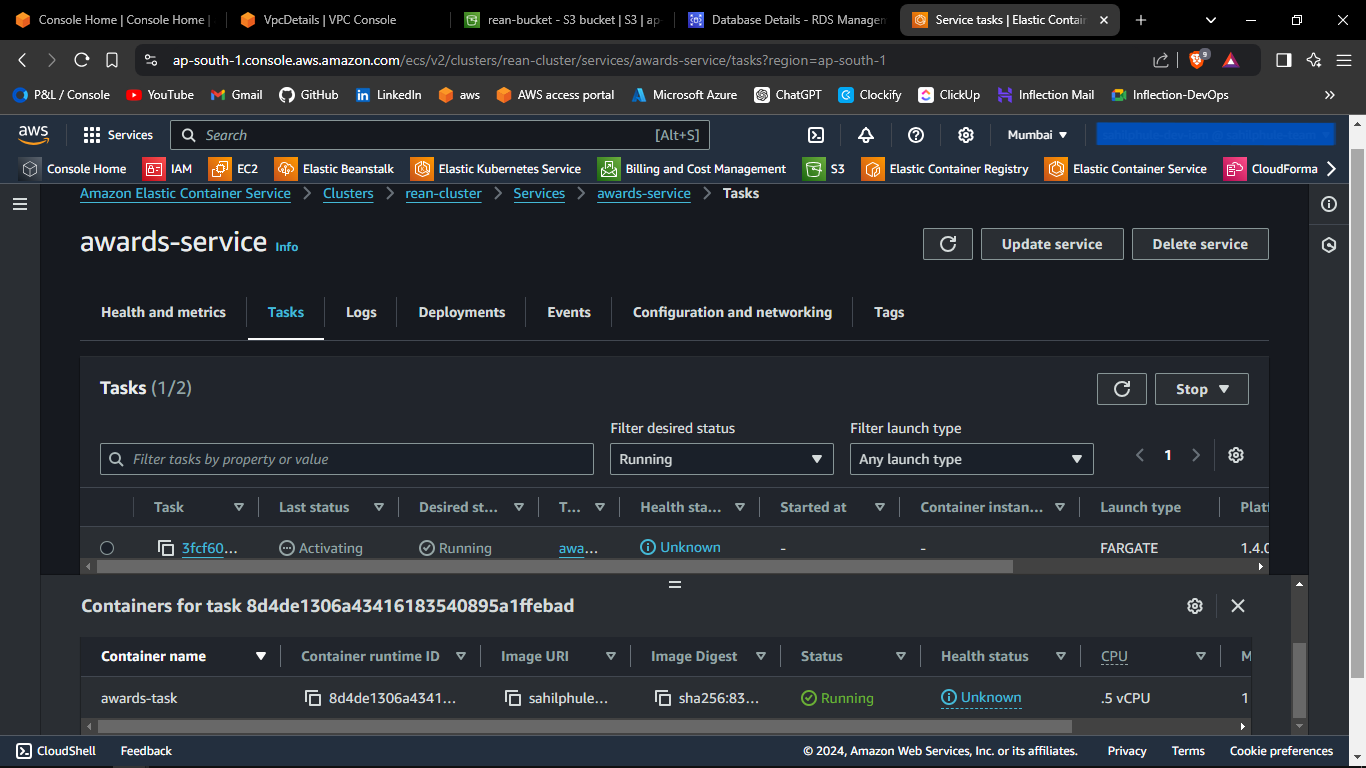 Console Home | Console Home |
VpcDetails | VPC Console
rean-bucket - S3 bucket | S3 | ap-
Database Details - RDS Managem
Service tasks | Elastic Contai
ap-south-1.console.aws.amazon.com/ecs/v2/clusters/rean-cluster/services/awards-service/tasks?region=ap-south-1
9
P&L / Console YouTube Gmail GitHub LinkedIn aws AWS access portal Microsoft Azure ChatGPT Clockify ClickUp Inflection Mail Inflection-DevOps »
aws Services Search [Alt+S] Mumbai
Console Home IAM EC2 Elastic Beanstalk Elastic Kubernetes Service Billing and Cost Management S3 Elastic Container Registry Elastic Container Service CloudForma
Amazon Elastic Container Service Clusters rean-cluster Services awards-service Tasks
awards-service Info
Update service Delete service
Health and metrics Tasks Logs Deployments Events Configuration and networking Tags
Tasks (1/2)
Stop
Filter desired status Filter launch type
Filter tasks by property or value Running Any launch type 1
Task Last status Desired st... T... Health sta... Started at Container instan... Launch type Platf
3fcf60... Activating Running awa... Unknown - - FARGATE 1.4.0
Containers for task 8d4de1306a43416183540895a1ffebad
Container name Container runtime ID Image URI Image Digest Status Health status CPU M
awards-task 8d4de1306a4341... sahilphule... sha256:83... Running Unknown .5 vCPU 1
CloudShell Feedback © 2024, Amazon Web Services, Inc. or its affiliates. Privacy Terms Cookie preferences